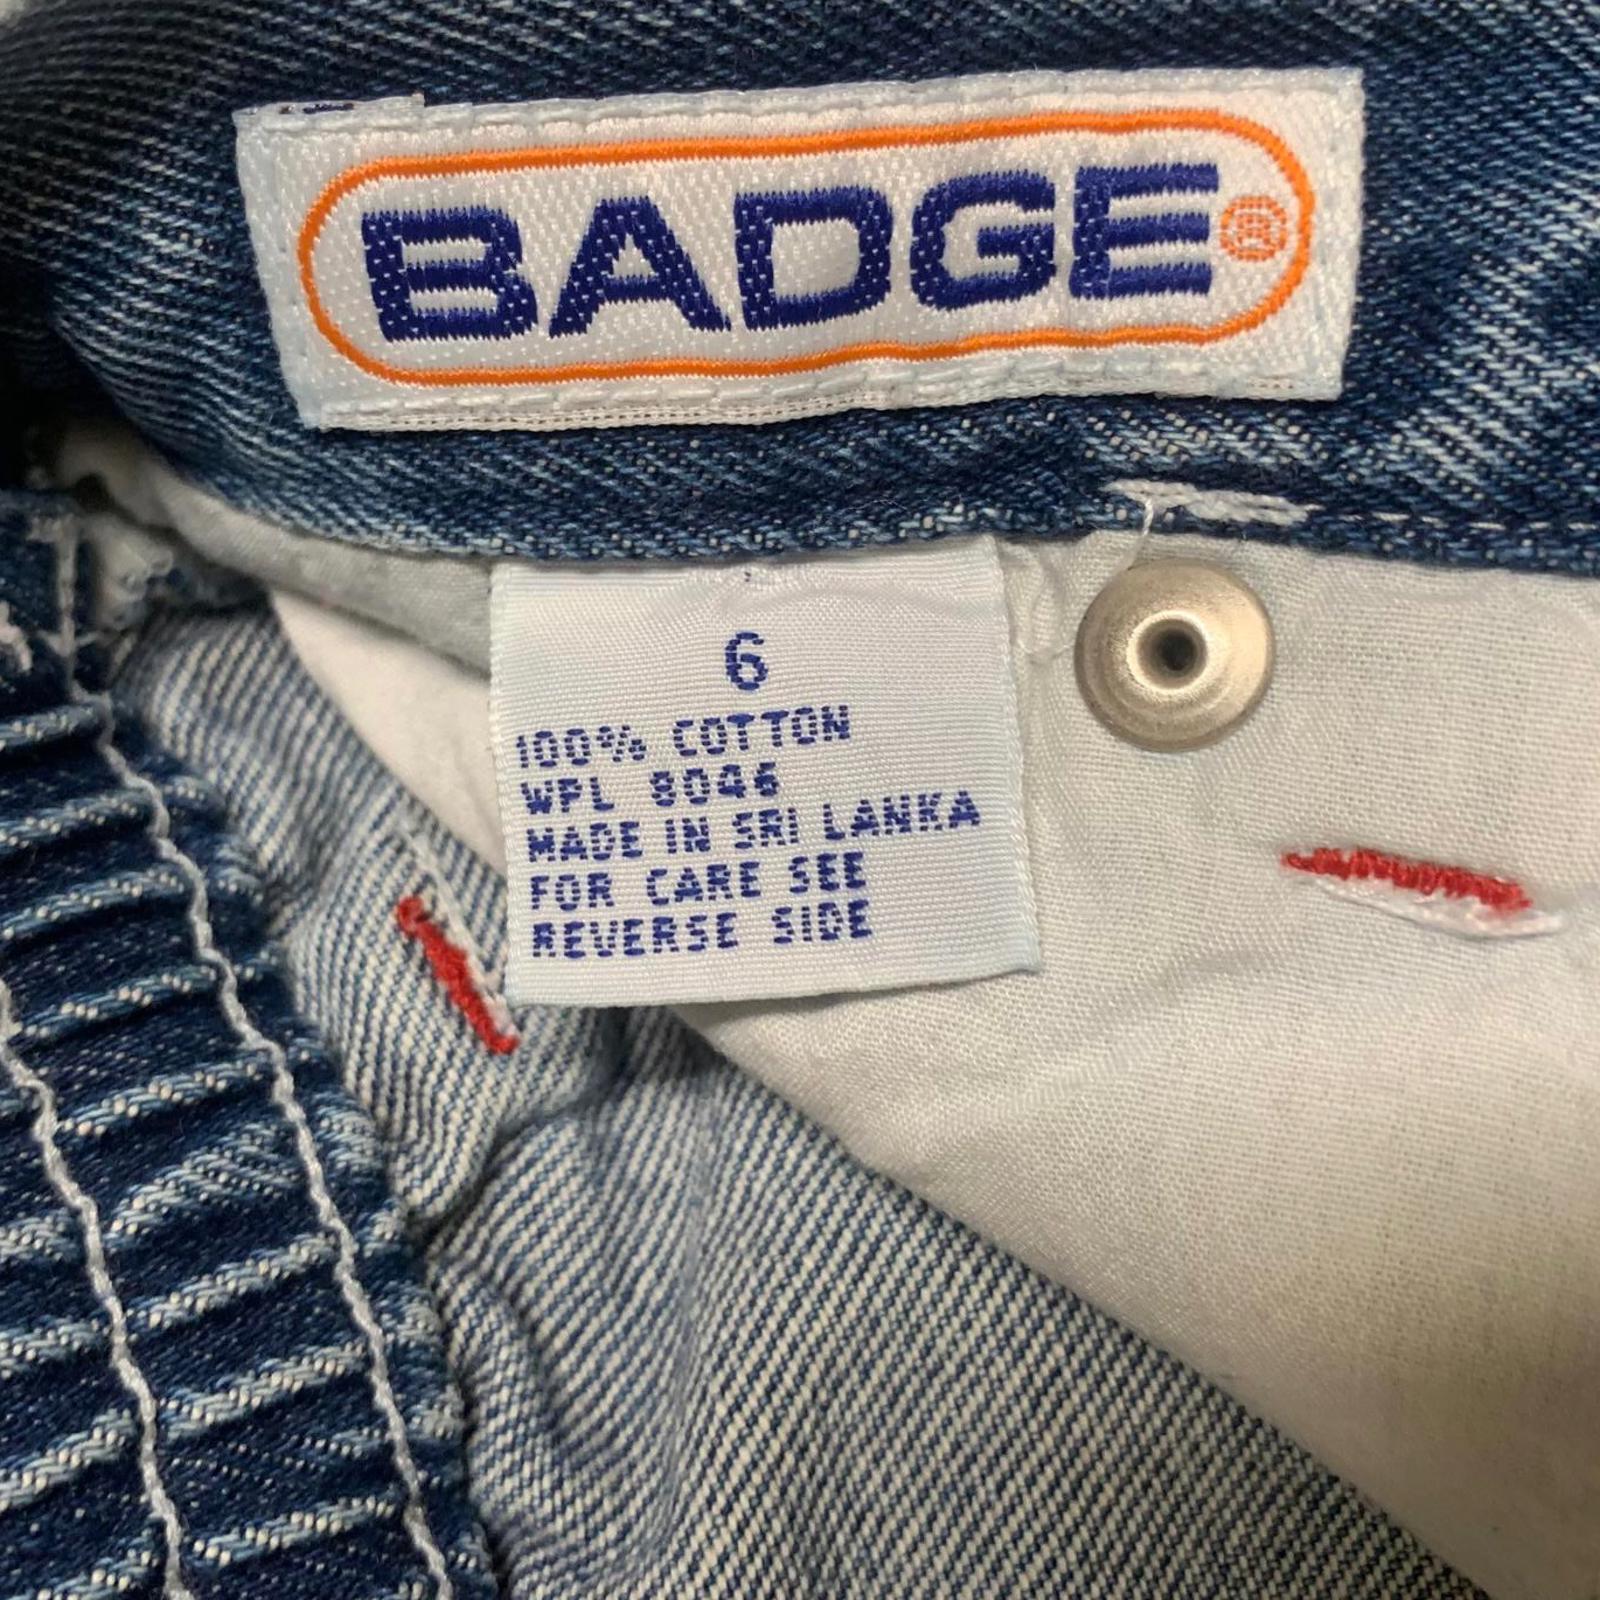 BADGE
6
100% COTTON
WPL 8046
MADE IN SRI LANKA
FOR CARE SEE
REVERSE SIDE